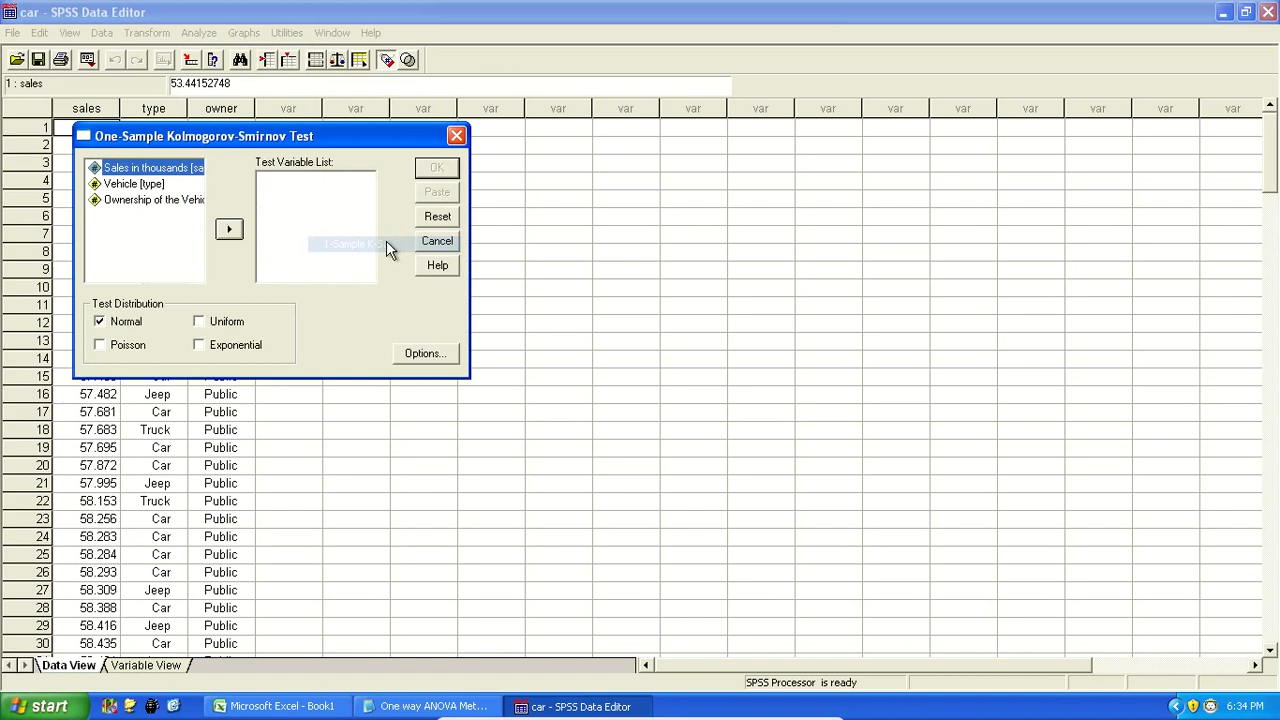 car - SPSS Data Editor
File Edit View Data Transform Analyze Graphs Utilities Window Help
1 : sales 53.44152748
sales type owner var var var var var var var var var var var var var var var
One-Sample Kolmogorov-Smirnov Test
Sales in thousands [sa
Vehicle [type]
Ownership of the Vehic
Test Variable List:
1-Sample K-S
OK
Paste
Reset
Cancel
Help
Test Distribution
Normal Uniform
Poisson Exponential
Options...
1
2
3
4
5
6
7
8
9
10
11
12
13
14
15
16 57.482 Jeep Public
17 57.681 Car Public
18 57.683 Truck Public
19 57.695 Car Public
20 57.872 Car Public
21 57.995 Jeep Public
22 58.153 Truck Public
23 58.256 Car Public
24 58.283 Car Public
25 58.284 Car Public
26 58.293 Car Public
27 58.309 Jeep Public
28 58.388 Car Public
29 58.416 Jeep Public
30 58.435 Car Public
Data View Variable View
SPSS Processor is ready
start Microsoft Excel - Book1 One way ANOVA Met... car - SPSS Data Editor 6:34 PM